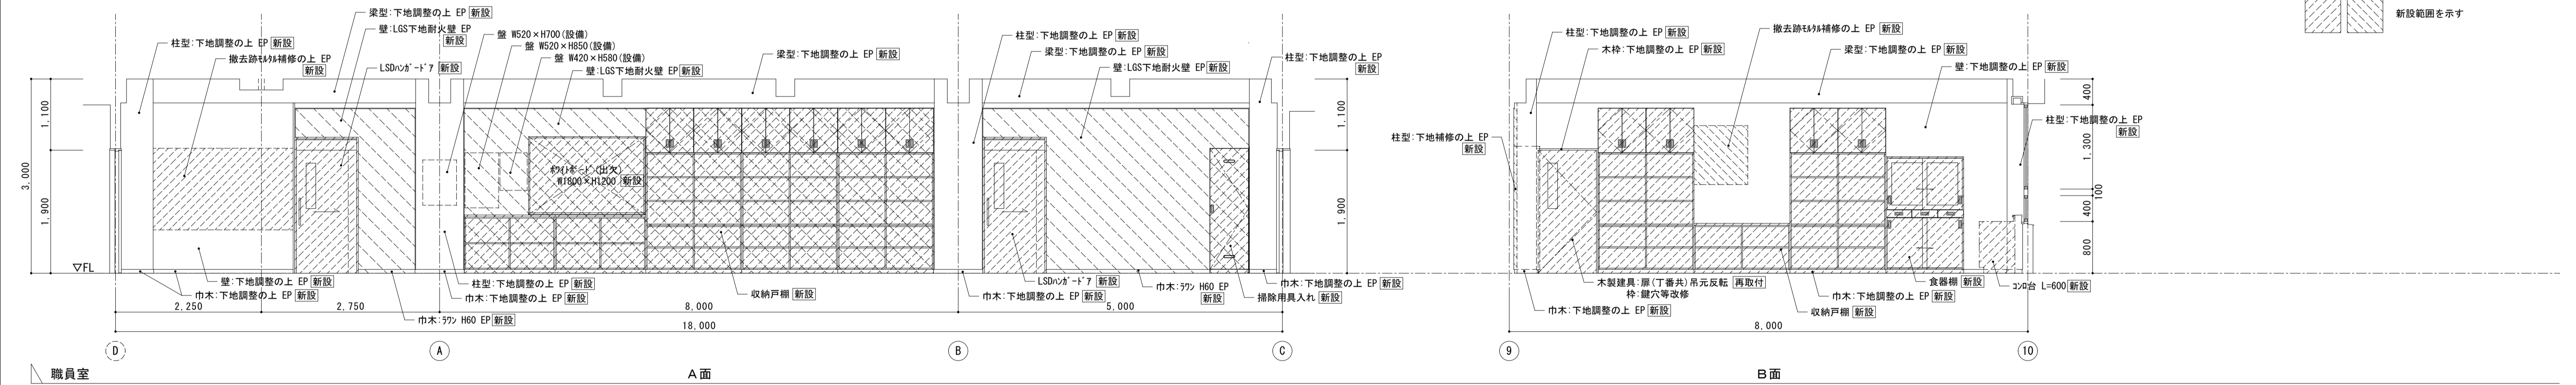 新設範囲を示す
梁型:下地調整の上 EP 新設
壁:LGS下地耐火壁 EP
新設
柱型:下地調整の上 EP 新設
撤去跡ﾓﾙﾀﾙ補修の上 EP
新設
LSDﾊﾝｶﾞｰﾄﾞｱ 新設
盤 W520×H700(設備)
盤 W520×H850(設備)
盤 W420×H580(設備)
壁:LGS下地耐火壁 EP 新設
梁型:下地調整の上 EP 新設
柱型:下地調整の上 EP 新設
梁型:下地調整の上 EP 新設
壁:LGS下地耐火壁 EP 新設
柱型:下地調整の上 EP
新設
ﾎﾜｲﾄﾎﾞｰﾄﾞ(出欠)
W1800×H1200 新設
3,000
1,100
1,900
▽FL
1,100
1,900
壁:下地調整の上 EP 新設
巾木:下地調整の上 EP 新設
巾木:ﾗﾜﾝ H60 EP 新設
柱型:下地調整の上 EP 新設
巾木:下地調整の上 EP 新設
収納戸棚 新設
巾木:下地調整の上 EP 新設
LSDﾊﾝｶﾞｰﾄﾞｱ 新設
巾木:ﾗﾜﾝ H60 EP
新設
掃除用具入れ 新設
巾木:下地調整の上 EP 新設
2,250
2,750
8,000
5,000
18,000
D
A
B
C
職員室
A面
柱型:下地調整の上 EP 新設
木枠:下地調整の上 EP 新設
撤去跡ﾓﾙﾀﾙ補修の上 EP 新設
梁型:下地調整の上 EP 新設
壁:下地調整の上 EP 新設
柱型:下地補修の上 EP
新設
柱型:下地調整の上 EP
新設
400
1,300
100
400
800
木製建具:扉(丁番共)吊元反転 再取付
枠:鍵穴等改修
巾木:下地調整の上 EP 新設
巾木:下地調整の上 EP 新設
収納戸棚 新設
食器棚 新設
ｺﾝﾛ台 L=600 新設
8,000
9
10
B面